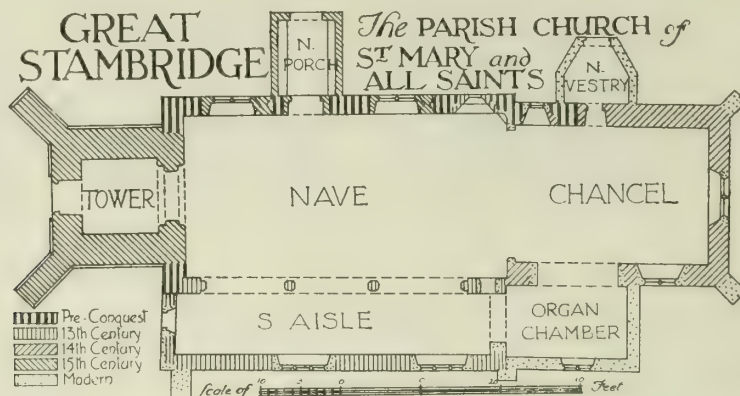 GREAT
STAMBRIDGE
The PARISH CHURCH of
ST MARY and
ALL SAINTS
N.
PORCH
N.
VESTRY
TOWER
NAVE
CHANCEL
S AISLE
ORGAN
CHAMBER
Pre-Conquest
13th Century
14th Century
15th Century
Modern
Scale of
Feet